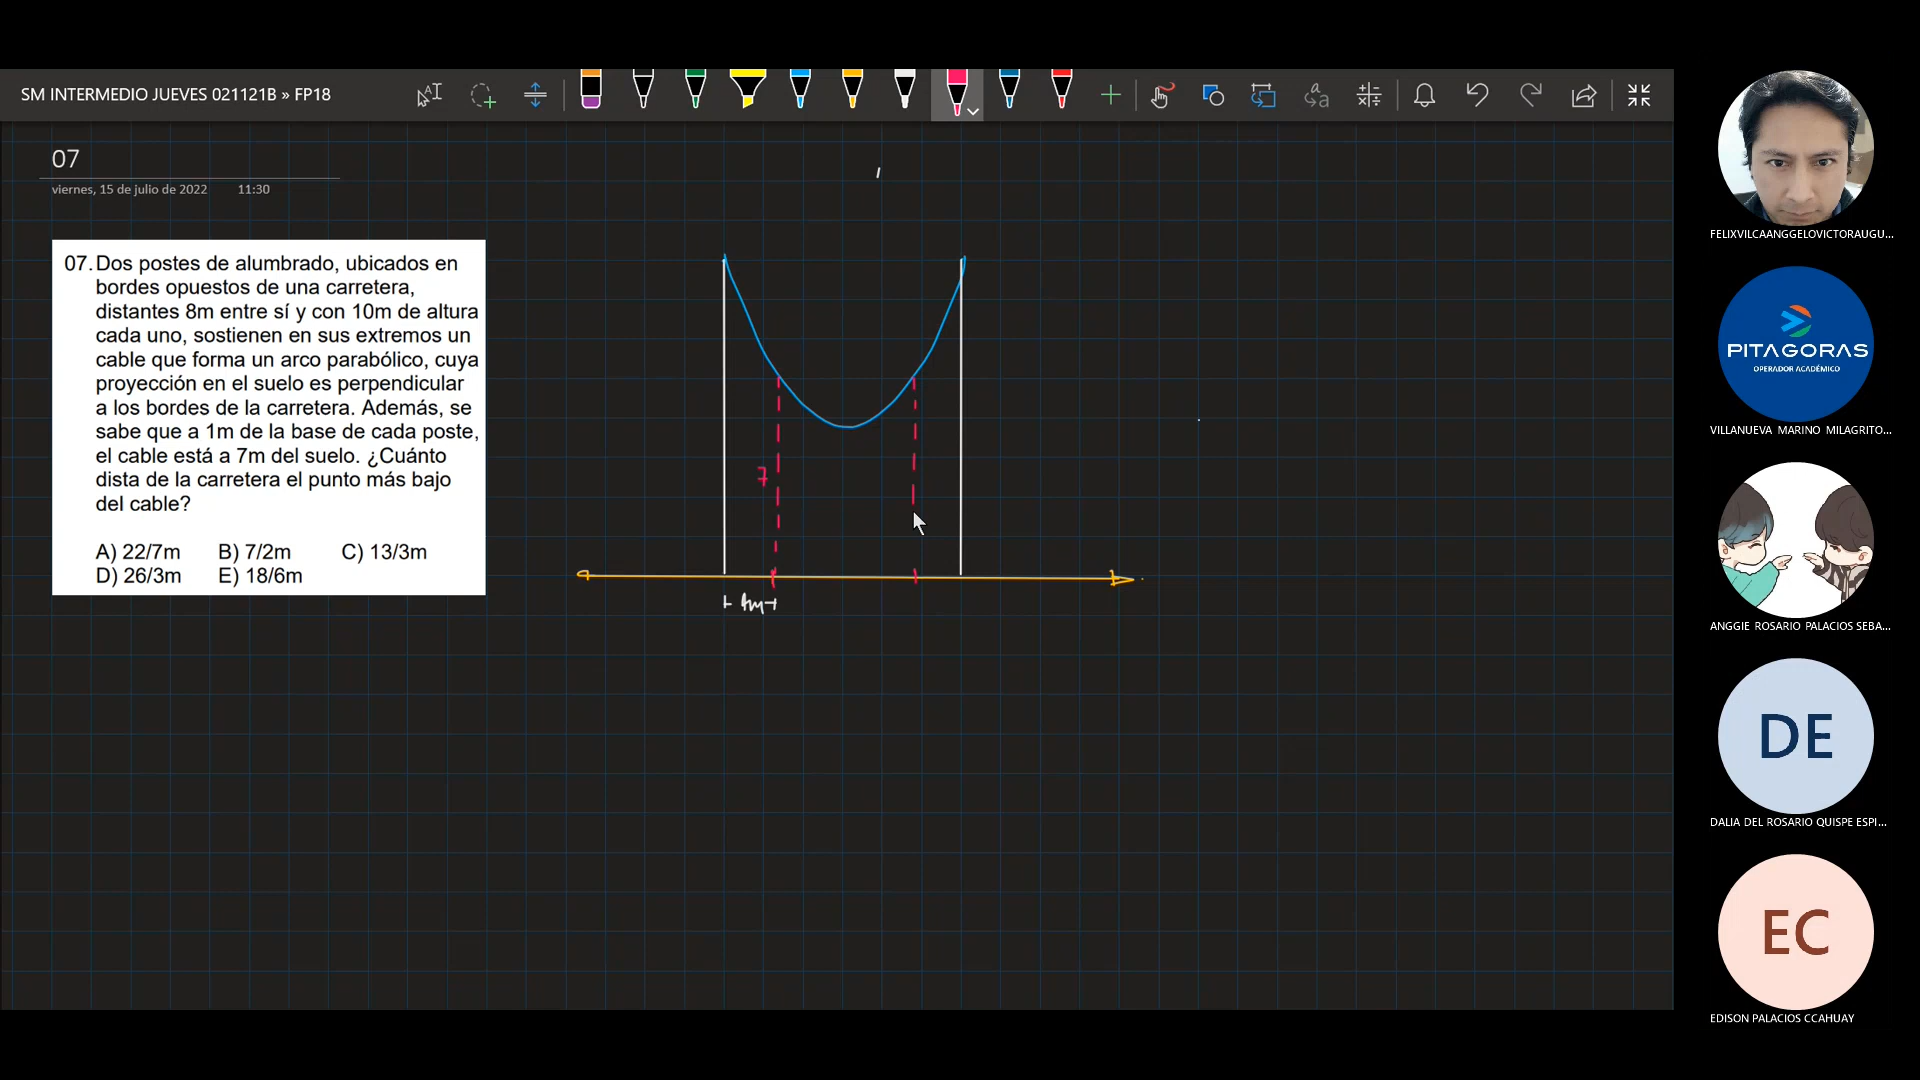 SM INTERMEDIO JUEVES 021121B » FP18
07
viernes, 15 de julio de 2022 11:30
07. Dos postes de alumbrado, ubicados en
bordes opuestos de una carretera,
distantes 8m entre sí y con 10m de altura
cada uno, sostienen en sus extremos un
cable que forma un arco parabólico, cuya
proyección en el suelo es perpendicular
a los bordes de la carretera. Además, se
sabe que a 1m de la base de cada poste,
el cable está a 7m del suelo. ¿Cuánto
dista de la carretera el punto más bajo
del cable?
A) 22/7m B) 7/2m C) 13/3m
D) 26/3m E) 18/6m
7
1m
FELIXVILCAANGGELOVICTORAUGU...
PITAGORAS
OPERADOR ACADÉMICO
VILLANUEVA MARINO MILAGRITO...
ANGGIE ROSARIO PALACIOS SEBA...
DE
DALIA DEL ROSARIO QUISPE ESPI...
EC
EDISON PALACIOS CCAHUAY